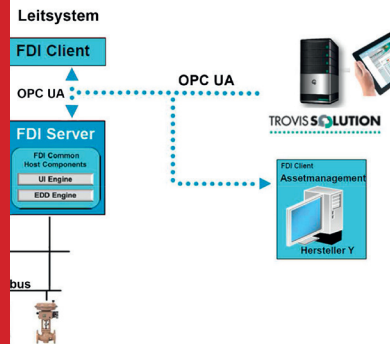 Leitsystem
FDI Client
OPC UA
OPC UA
TROVIS SOLUTION
FDI Server
FDI Common
Host Components
UI Engine
EDD Engine
FDI Client
Assetmanagement
Hersteller Y
bus